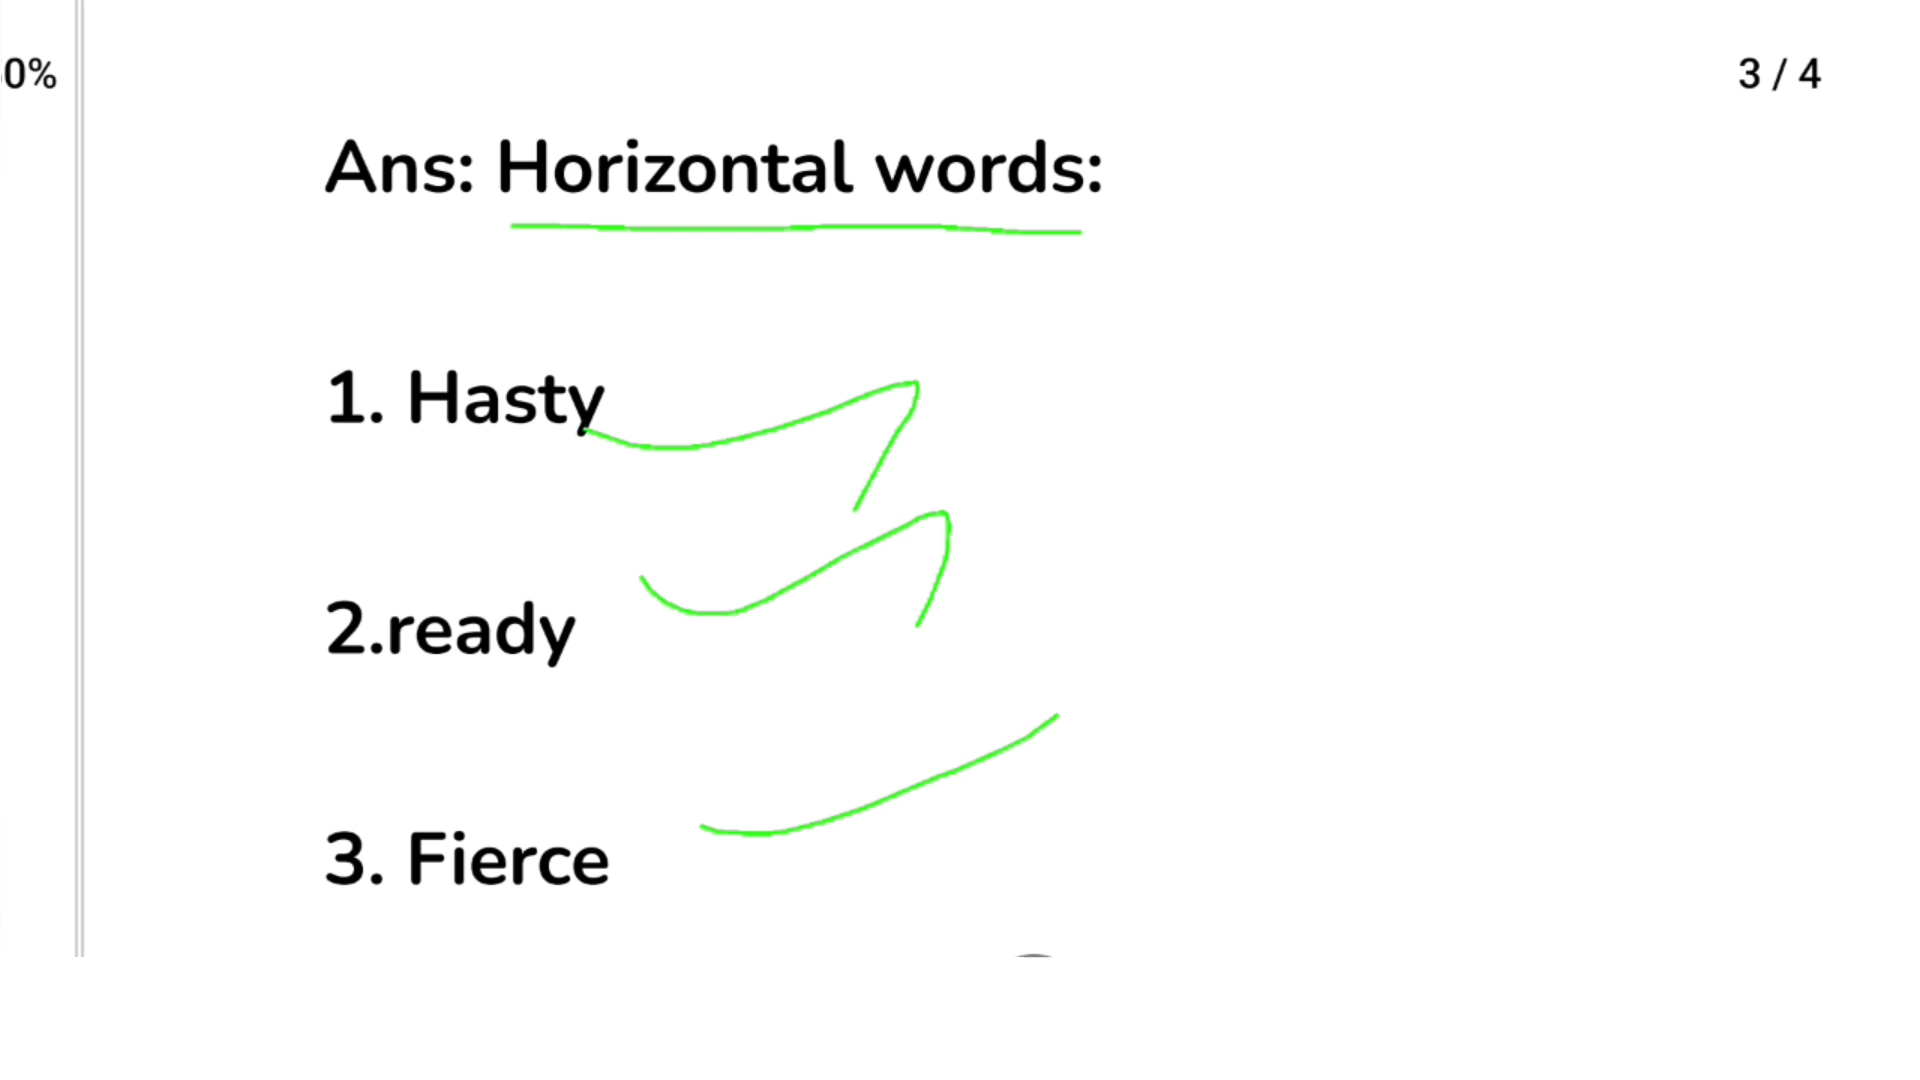 0%
3 / 4
Ans: Horizontal words:
1. Hasty
2.ready
3. Fierce